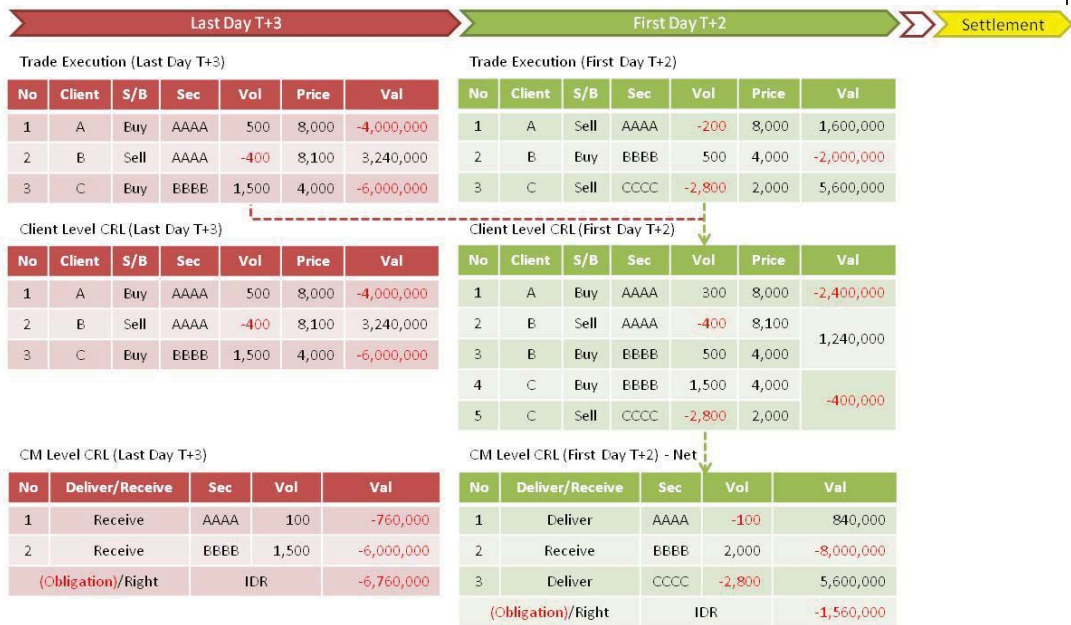 Last Day T+3
First Day T+2
Settlement
Trade Execution (Last Day T+3)
No Client S/B Sec Vol Price Val
1 A Buy AAAA 500 8,000 -4,000,000
2 B Sell AAAA -400 8,100 3,240,000
3 C Buy BBBB 1,500 4,000 -6,000,000
Trade Execution (First Day T+2)
No Client S/B Sec Vol Price Val
1 A Sell AAAA -200 8,000 1,600,000
2 B Buy BBBB 500 4,000 -2,000,000
3 C Sell CCCC -2,800 2,000 5,600,000
Client Level CRL (Last Day T+3)
No Client S/B Sec Vol Price Val
1 A Buy AAAA 500 8,000 -4,000,000
2 B Sell AAAA -400 8,100 3,240,000
3 C Buy BBBB 1,500 4,000 -6,000,000
Client Level CRL (First Day T+2)
No Client S/B Sec Vol Price Val
1 A Buy AAAA 300 8,000 -2,400,000
2 B Sell AAAA -400 8,100
1,240,000
3 B Buy BBBB 500 4,000
4 C Buy BBBB 1,500 4,000
-400,000
5 C Sell CCCC -2,800 2,000
CM Level CRL (Last Day T+3)
No Deliver/Receive Sec Vol Val
1 Receive AAAA 100 -760,000
2 Receive BBBB 1,500 -6,000,000
(Obligation)/Right IDR -6,760,000
CM Level CRL (First Day T+2) - Net
No Deliver/Receive Sec Vol Val
1 Deliver AAAA -100 840,000
2 Receive BBBB 2,000 -8,000,000
3 Deliver CCCC -2,800 5,600,000
(Obligation)/Right IDR -1,560,000